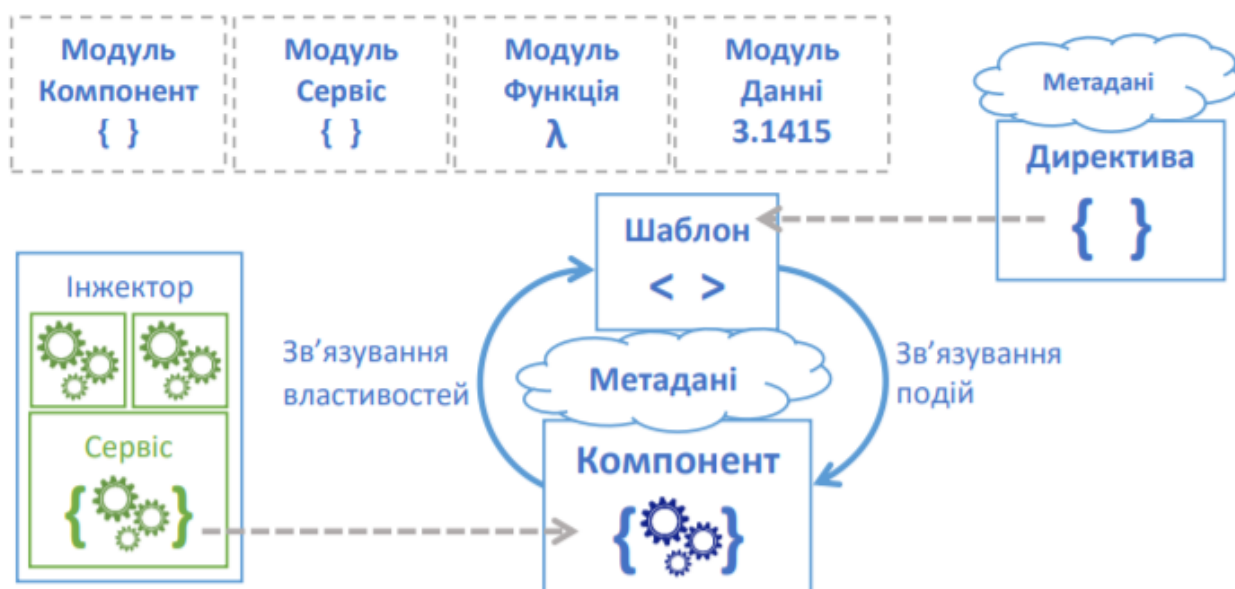 Модуль
Компонент
{ }
Модуль
Сервіс
{ }
Модуль
Функція
λ
Модуль
Данні
3.1415
Метадані
Директива
{ }
Шаблон
< >
Інжектор
Зв’язування
властивостей
Зв’язування
подій
Метадані
Сервіс
{ }
Компонент
{ }